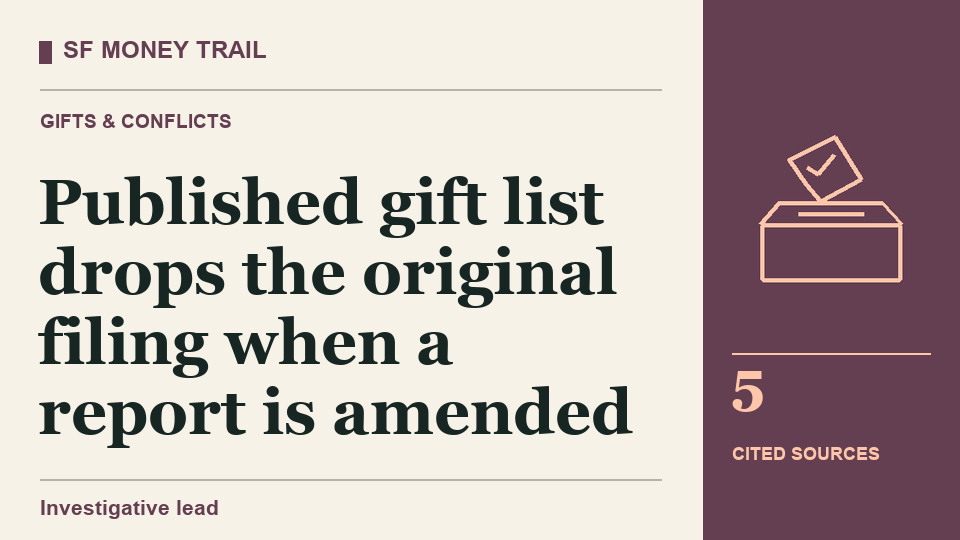 SF MONEY TRAIL
GIFTS & CONFLICTS
Published gift list
drops the original
filing when a
report is amended
Investigative lead
5
CITED SOURCES